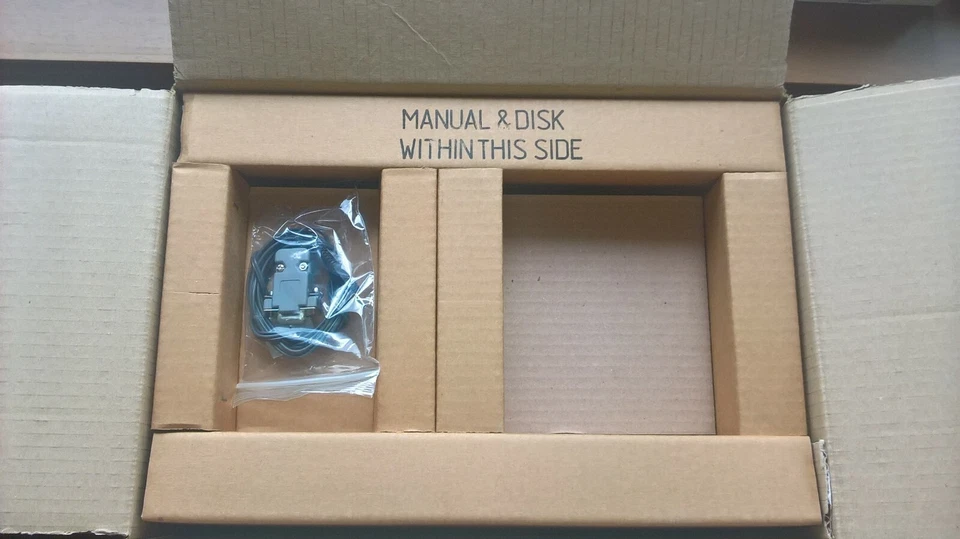 MANUAL & DISK
WITHIN THIS SIDE